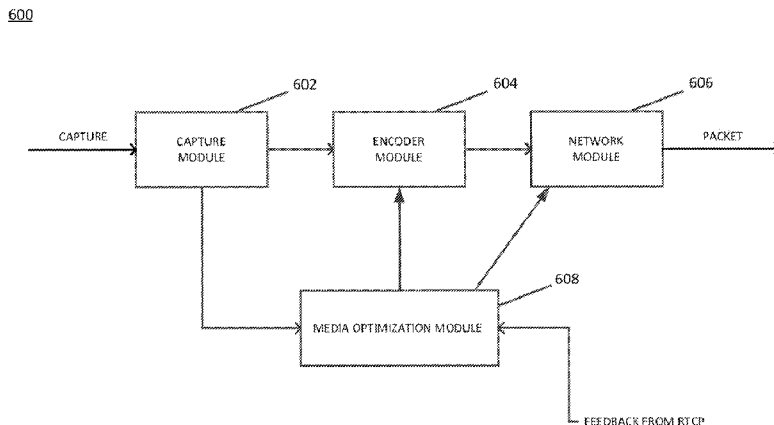 600
602
604
606
CAPTURE
CAPTURE
MODULE
ENCODER
MODULE
NETWORK
MODULE
PACKET
608
MEDIA OPTIMIZATION MODULE
FEEDBACK FROM RTCP